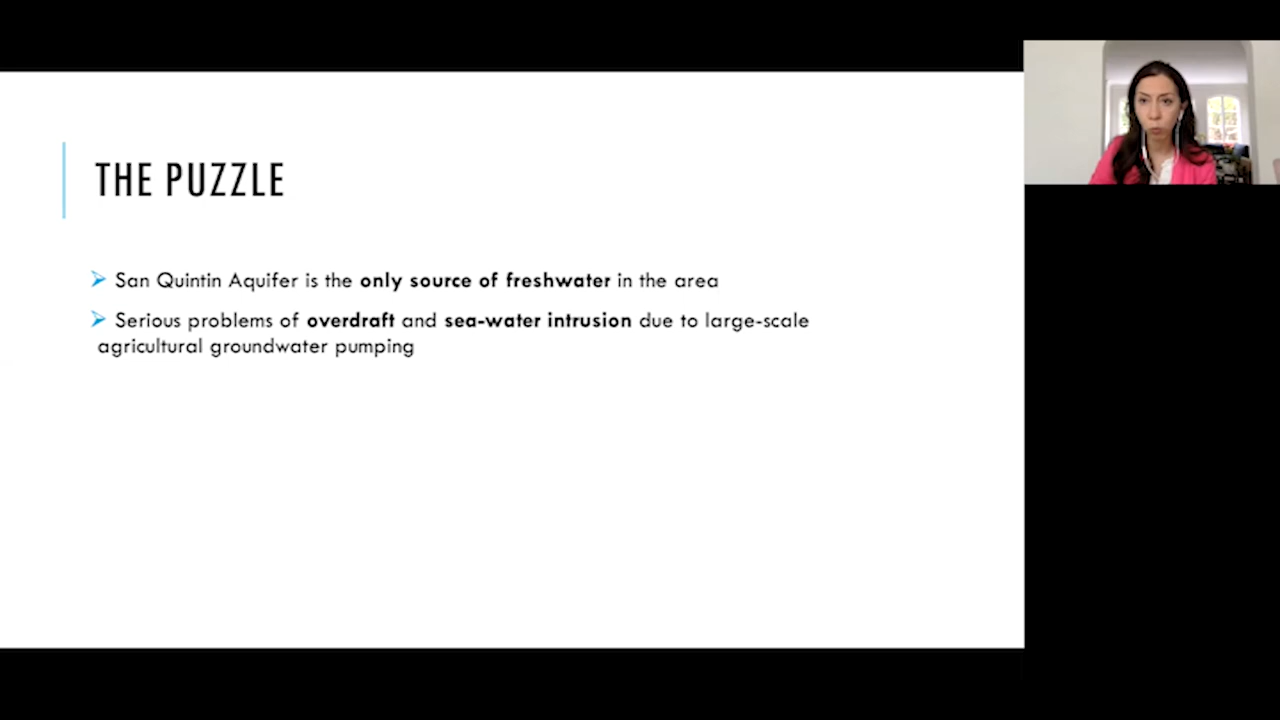 THE PUZZLE
San Quintin Aquifer is the only source of freshwater in the area
Serious problems of overdraft and sea-water intrusion due to large-scale
agricultural groundwater pumping